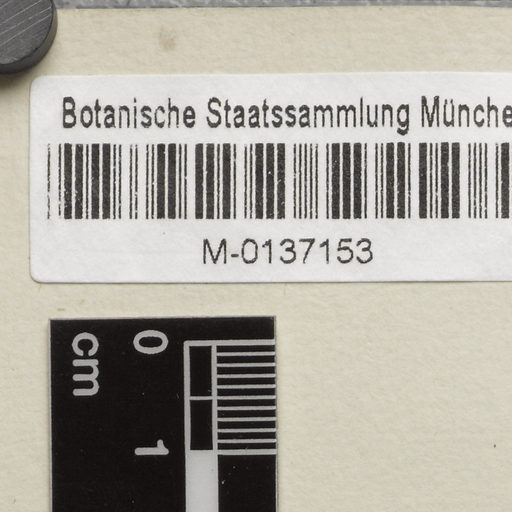 Botanische Staatssammlung Münche
M-0137153
cm
0
1